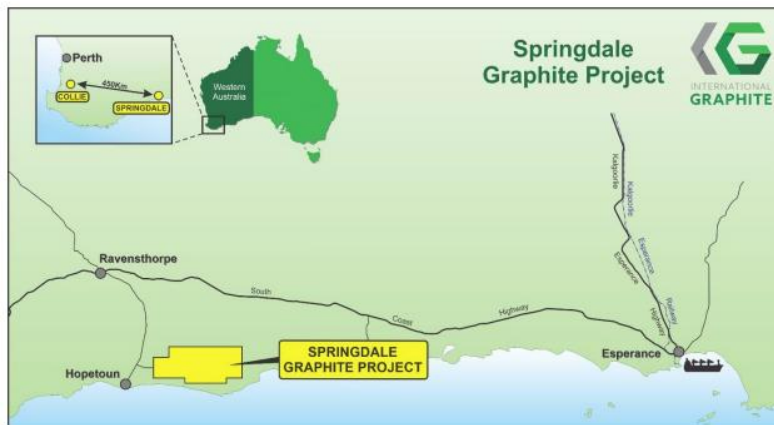 Perth
450Km
COLLIE
SPRINGDALE
Western
Australia
Springdale
Graphite Project
INTERNATIONAL
GRAPHITE
Kalgoorlie
Kalgoorlie
Esperance
Esperance
Railway
Highway
Ravensthorpe
South
Coast
Highway
SPRINGDALE
GRAPHITE PROJECT
Hopetoun
Esperance